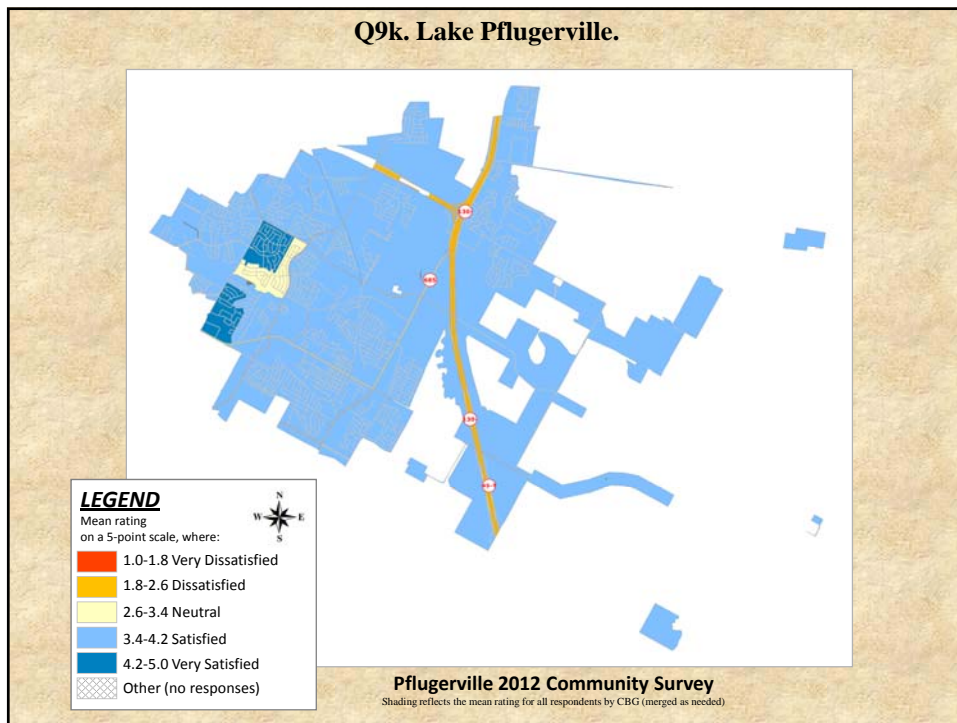 Q9k. Lake Pflugerville.
130
685
130
LEGEND
N
W E
S
Mean rating
on a 5-point scale, where:
1.0-1.8 Very Dissatisfied
1.8-2.6 Dissatisfied
2.6-3.4 Neutral
3.4-4.2 Satisfied
4.2-5.0 Very Satisfied
Other (no responses)
Pflugerville 2012 Community Survey
Shading reflects the mean rating for all respondents by CBG (merged as needed)